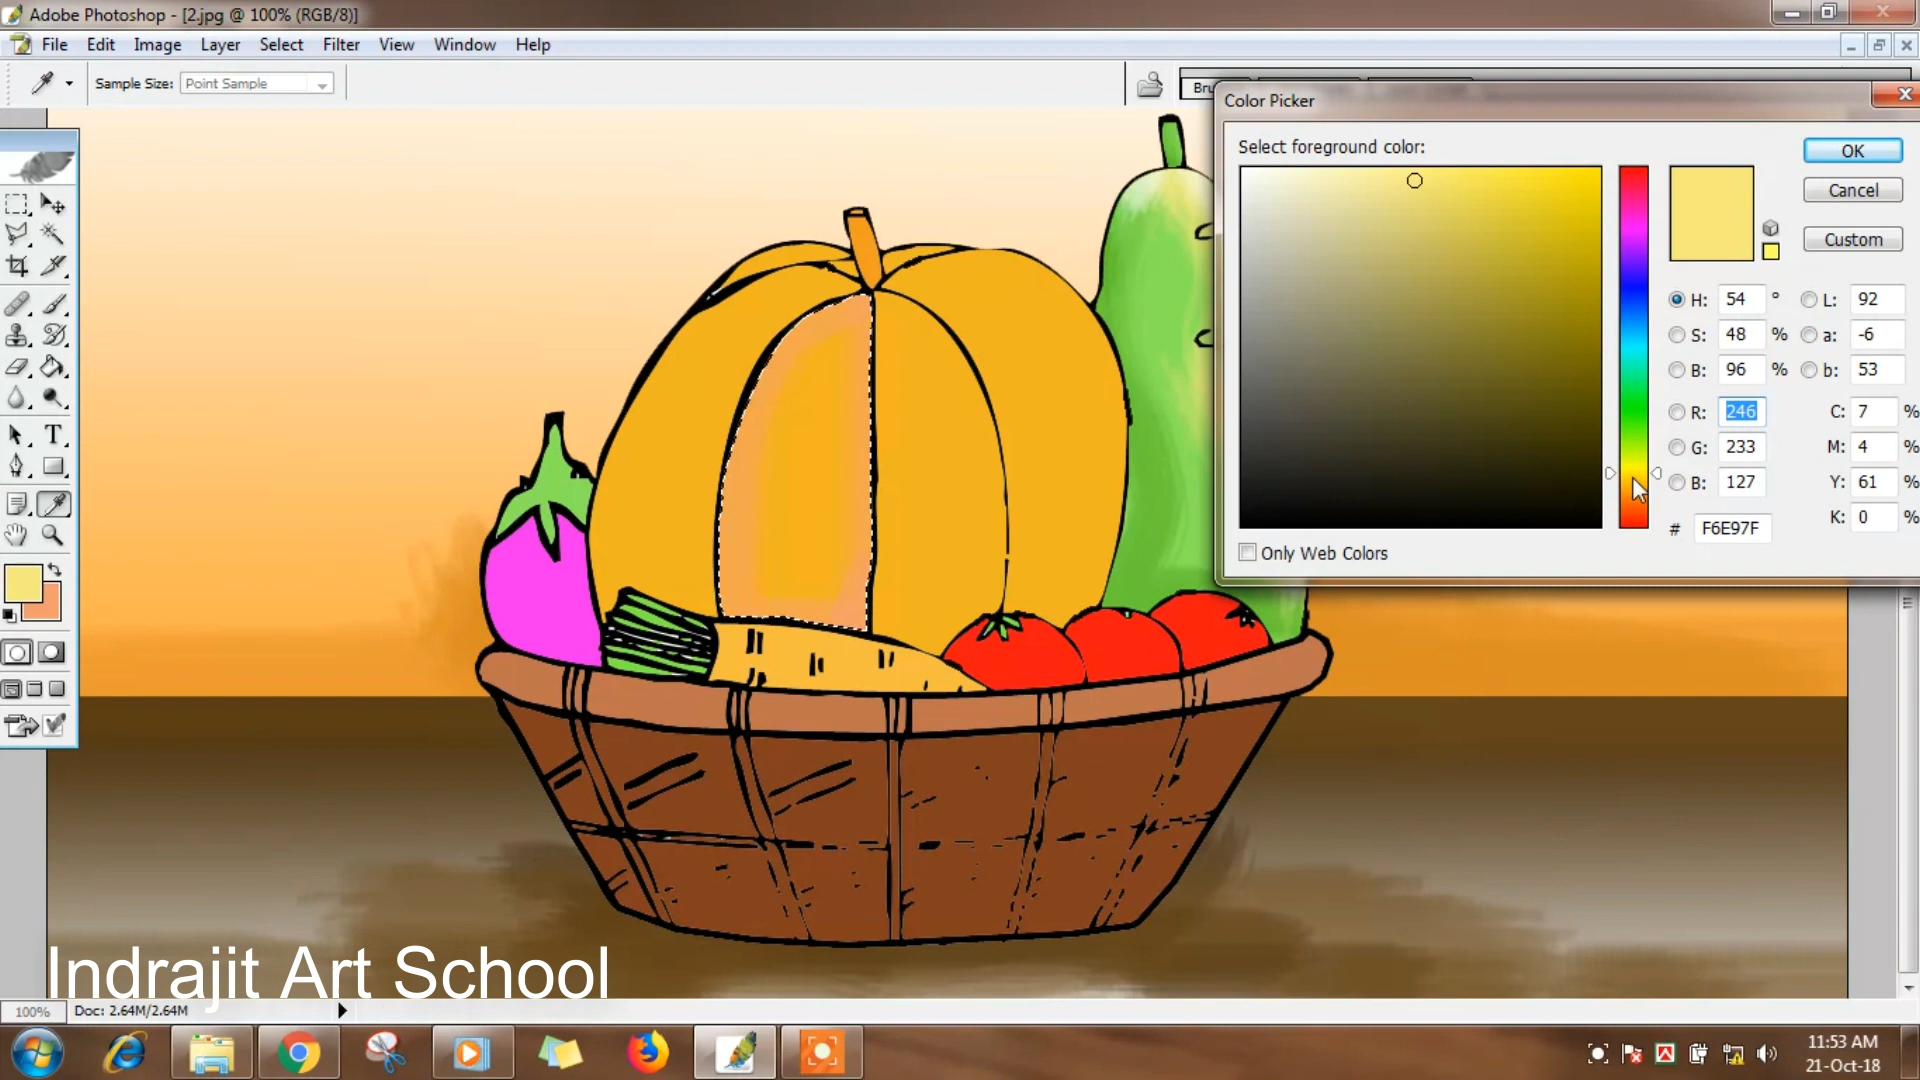 Adobe Photoshop - [2.jpg @ 100% (RGB/8)]
File Edit Image Layer Select Filter View Window Help
Sample Size: Point Sample
Color Picker
Select foreground color:
OK
Cancel
Custom
H: 54 ° L: 92
S: 48 % a: -6
B: 96 % b: 53
R: 246 C: 7 %
G: 233 M: 4 %
B: 127 Y: 61 %
# F6E97F K: 0 %
Only Web Colors
T
Indrajit Art School
100% Doc: 2.64M/2.64M
11:53 AM
21-Oct-18